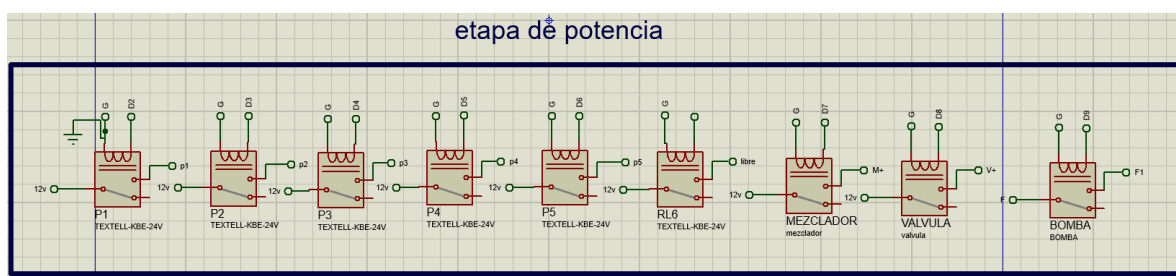 etapa de potencia
G D2
G D3
G D4
G D5
G D6
G D7
G D8
G D9
p1
p2
p3
p4
p5
libre
M+
V+
F1
12v
12v
12v
12v
12v
12v
12v
12v
F
P1
TEXTELL-KBE-24V
P2
TEXTELL-KBE-24V
P3
TEXTELL-KBE-24V
P4
TEXTELL-KBE-24V
P5
TEXTELL-KBE-24V
RL6
TEXTELL-KBE-24V
MEZCLADOR
mezclador
VALVULA
valvula
BOMBA
BOMBA